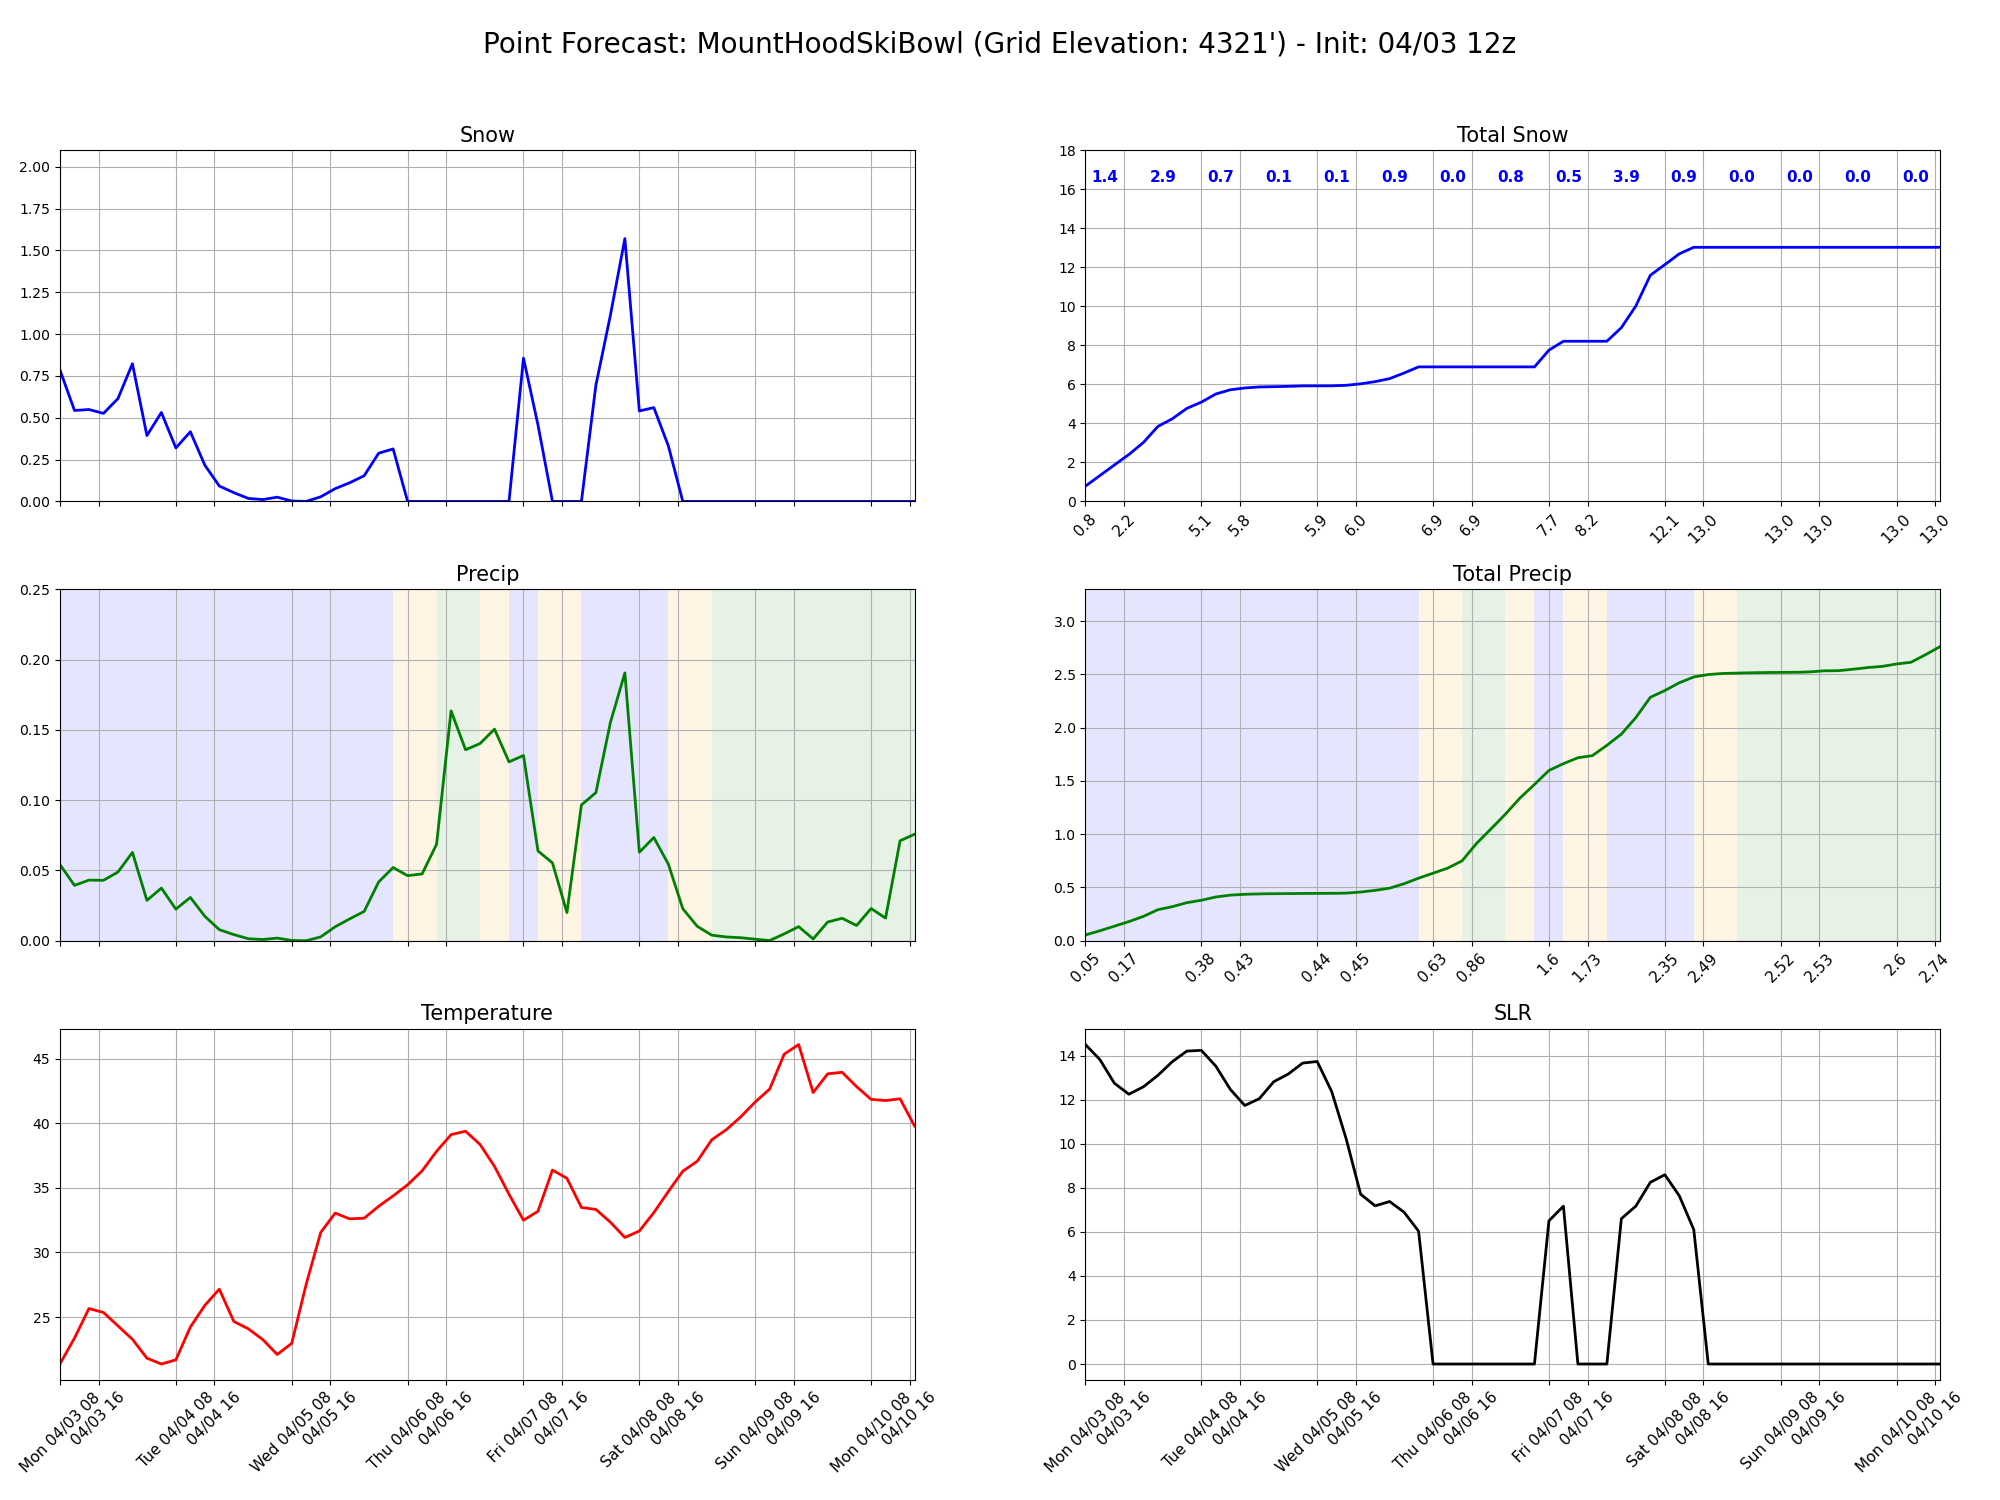 Point Forecast: MountHoodSkiBowl (Grid Elevation: 4321') - Init: 04/03 12z
Snow
2.00
1.75
1.50
1.25
1.00
0.75
0.50
0.25
0.00
Total Snow
1.4 2.9 0.7 0.1 0.1 0.9 0.0 0.8 0.5 3.9 0.9 0.0 0.0 0.0 0.0
18
16
14
12
10
8
6
4
2
0
0.8 2.2 5.1 5.8 5.9 6.0 6.9 6.9 7.7 8.2 12.1 13.0 13.0 13.0 13.0 13.0
Precip
0.25
0.20
0.15
0.10
0.05
0.00
Total Precip
3.0
2.5
2.0
1.5
1.0
0.5
0.0
0.05 0.17 0.38 0.43 0.44 0.45 0.63 0.86 1.6 1.73 2.35 2.49 2.52 2.53 2.6 2.74
Temperature
45
40
35
30
25
Mon 04/03 08
04/03 16
Tue 04/04 08
04/04 16
Wed 04/05 08
04/05 16
Thu 04/06 08
04/06 16
Fri 04/07 08
04/07 16
Sat 04/08 08
04/08 16
Sun 04/09 08
04/09 16
Mon 04/10 08
04/10 16
SLR
14
12
10
8
6
4
2
0
Mon 04/03 08
04/03 16
Tue 04/04 08
04/04 16
Wed 04/05 08
04/05 16
Thu 04/06 08
04/06 16
Fri 04/07 08
04/07 16
Sat 04/08 08
04/08 16
Sun 04/09 08
04/09 16
Mon 04/10 08
04/10 16